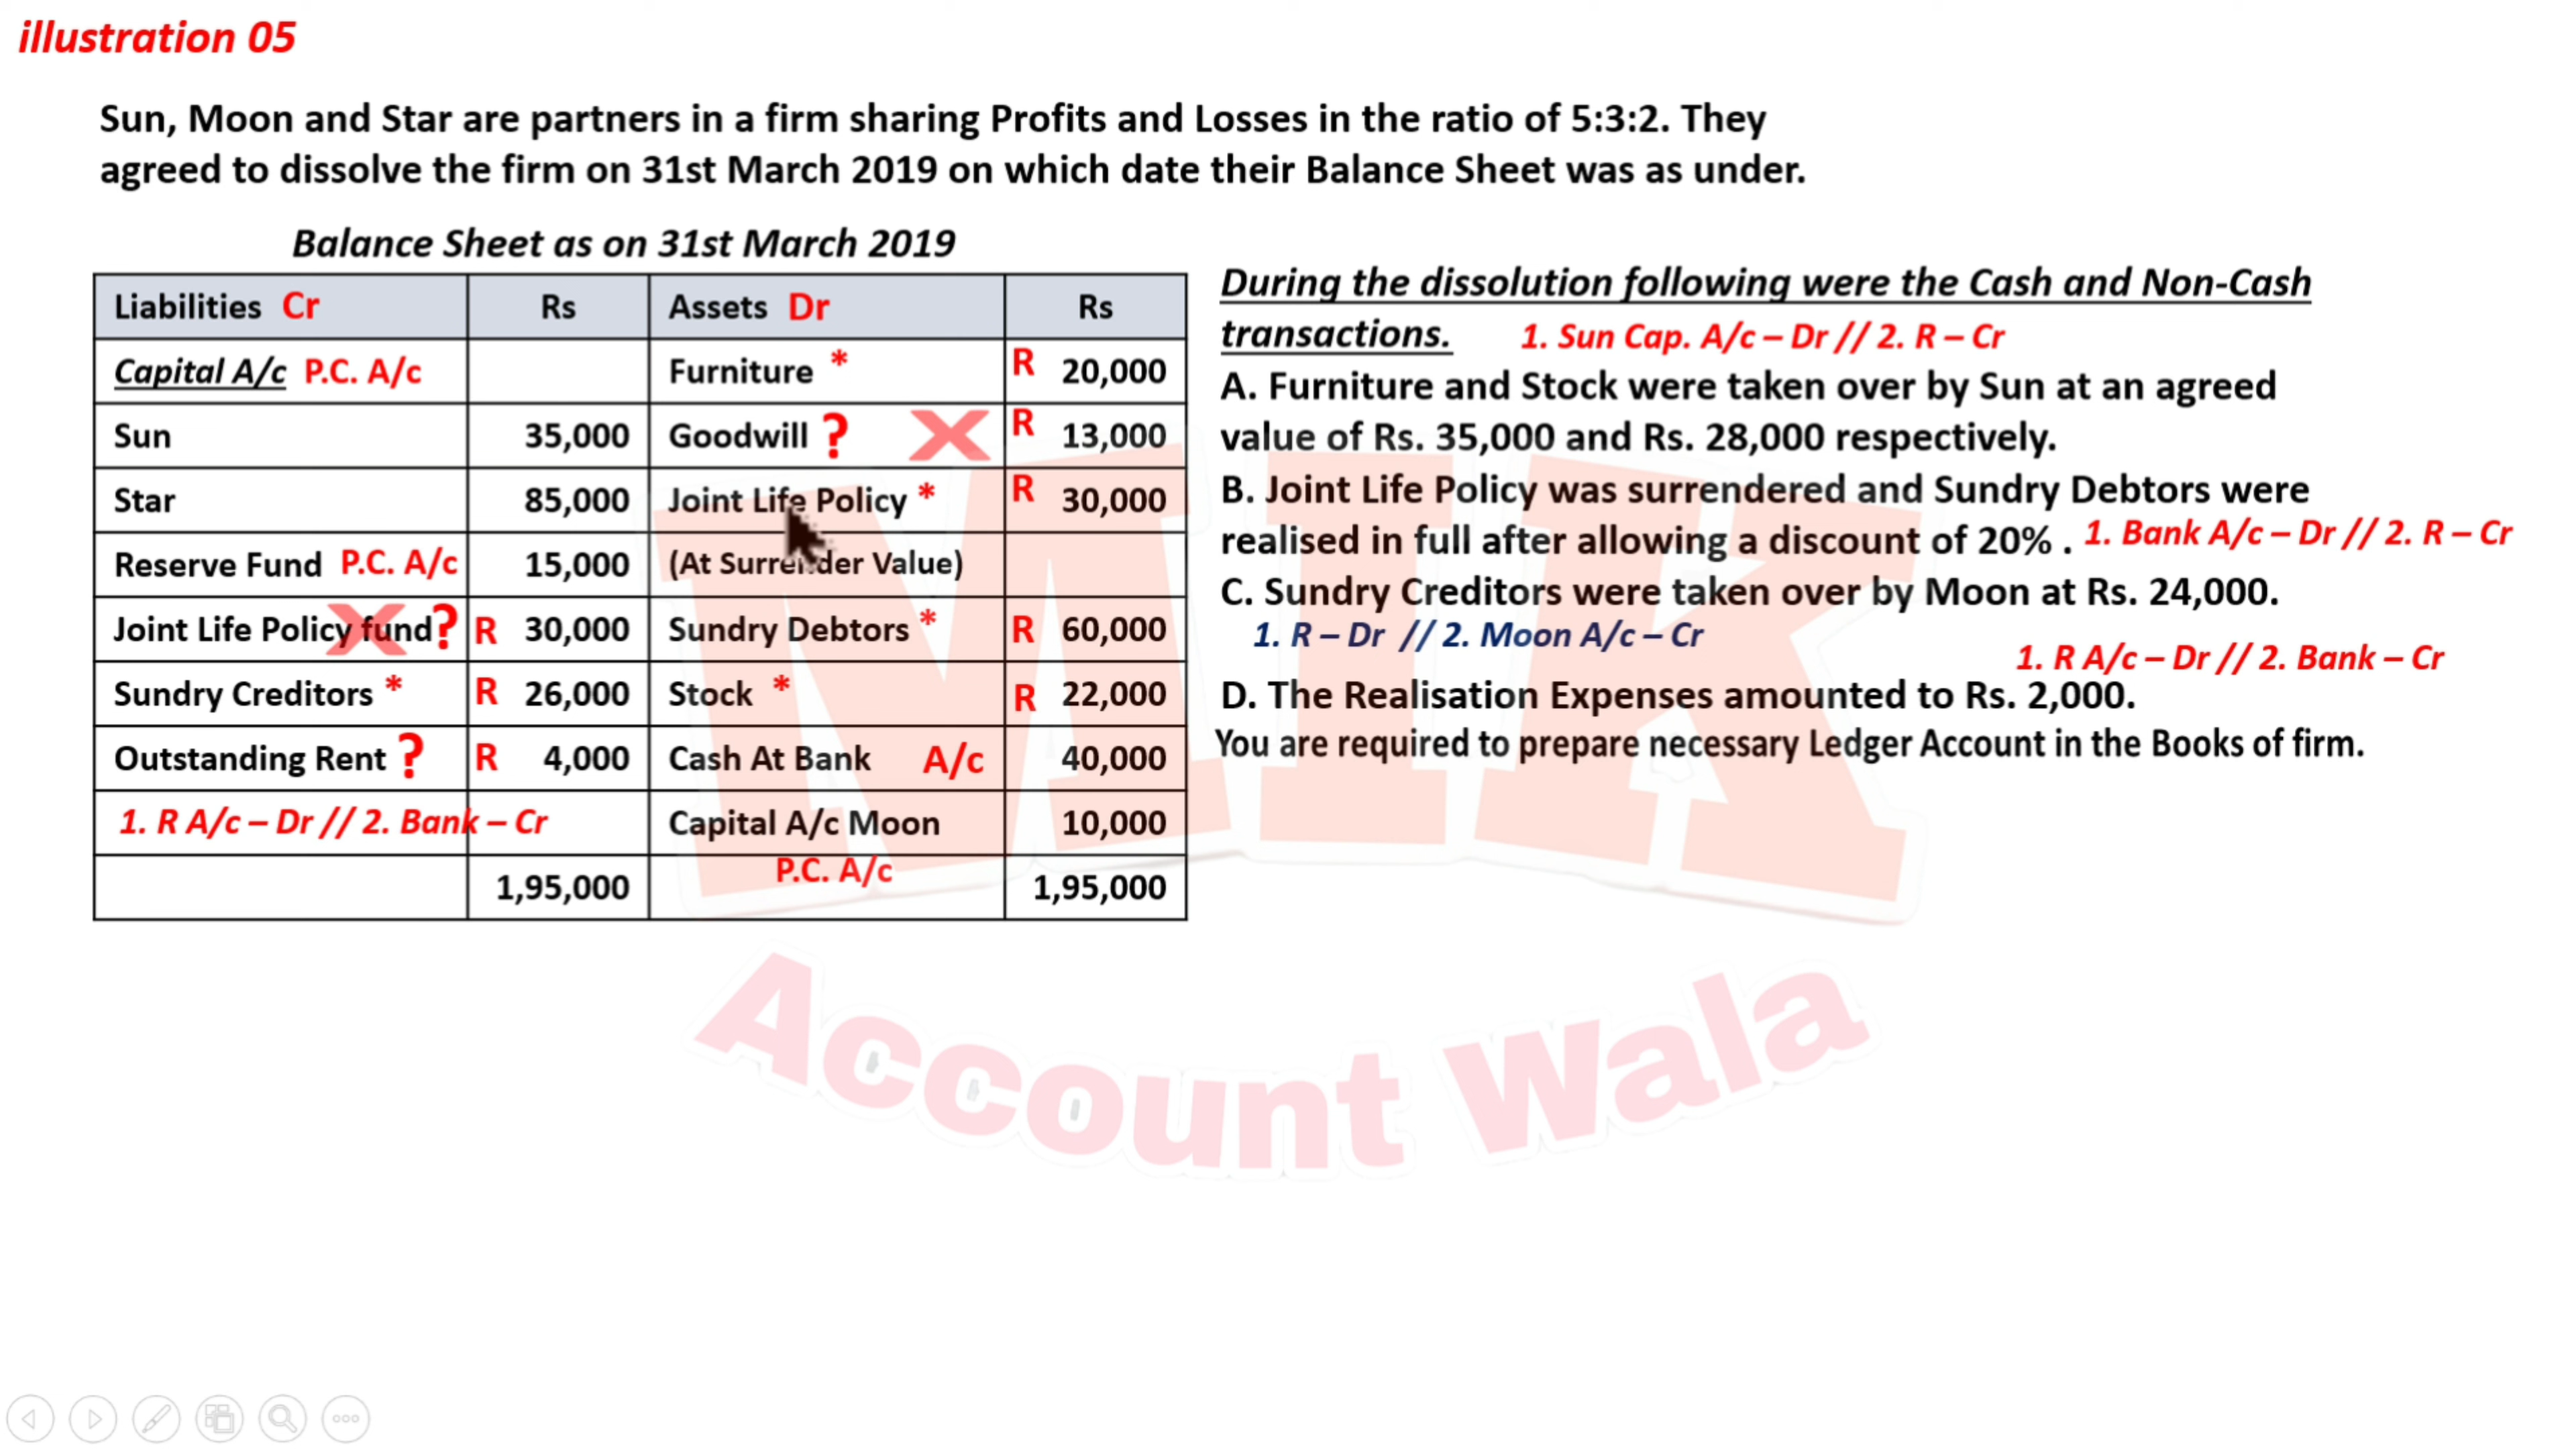 illustration 05
Sun, Moon and Star are partners in a firm sharing Profits and Losses in the ratio of 5:3:2. They
agreed to dissolve the firm on 31st March 2019 on which date their Balance Sheet was as under.
Balance Sheet as on 31st March 2019
Liabilities Cr Rs Assets Dr Rs
Capital A/c P.C. A/c Furniture * R 20,000
Sun 35,000 Goodwill ? X R 13,000
Star 85,000 Joint Life Policy * R 30,000
Reserve Fund P.C. A/c 15,000 (At Surrender Value)
Joint Life Policy fund ? X R 30,000 Sundry Debtors * R 60,000
Sundry Creditors * R 26,000 Stock * R 22,000
Outstanding Rent ? R 4,000 Cash At Bank A/c 40,000
1. R A/c – Dr // 2. Bank – Cr Capital A/c Moon 10,000
1,95,000 P.C. A/c 1,95,000
During the dissolution following were the Cash and Non-Cash
transactions. 1. Sun Cap. A/c – Dr // 2. R – Cr
A. Furniture and Stock were taken over by Sun at an agreed
value of Rs. 35,000 and Rs. 28,000 respectively.
B. Joint Life Policy was surrendered and Sundry Debtors were
realised in full after allowing a discount of 20% . 1. Bank A/c – Dr // 2. R – Cr
C. Sundry Creditors were taken over by Moon at Rs. 24,000.
1. R – Dr // 2. Moon A/c – Cr
1. R A/c – Dr // 2. Bank – Cr
D. The Realisation Expenses amounted to Rs. 2,000.
You are required to prepare necessary Ledger Account in the Books of firm.
MIK
Account Wala